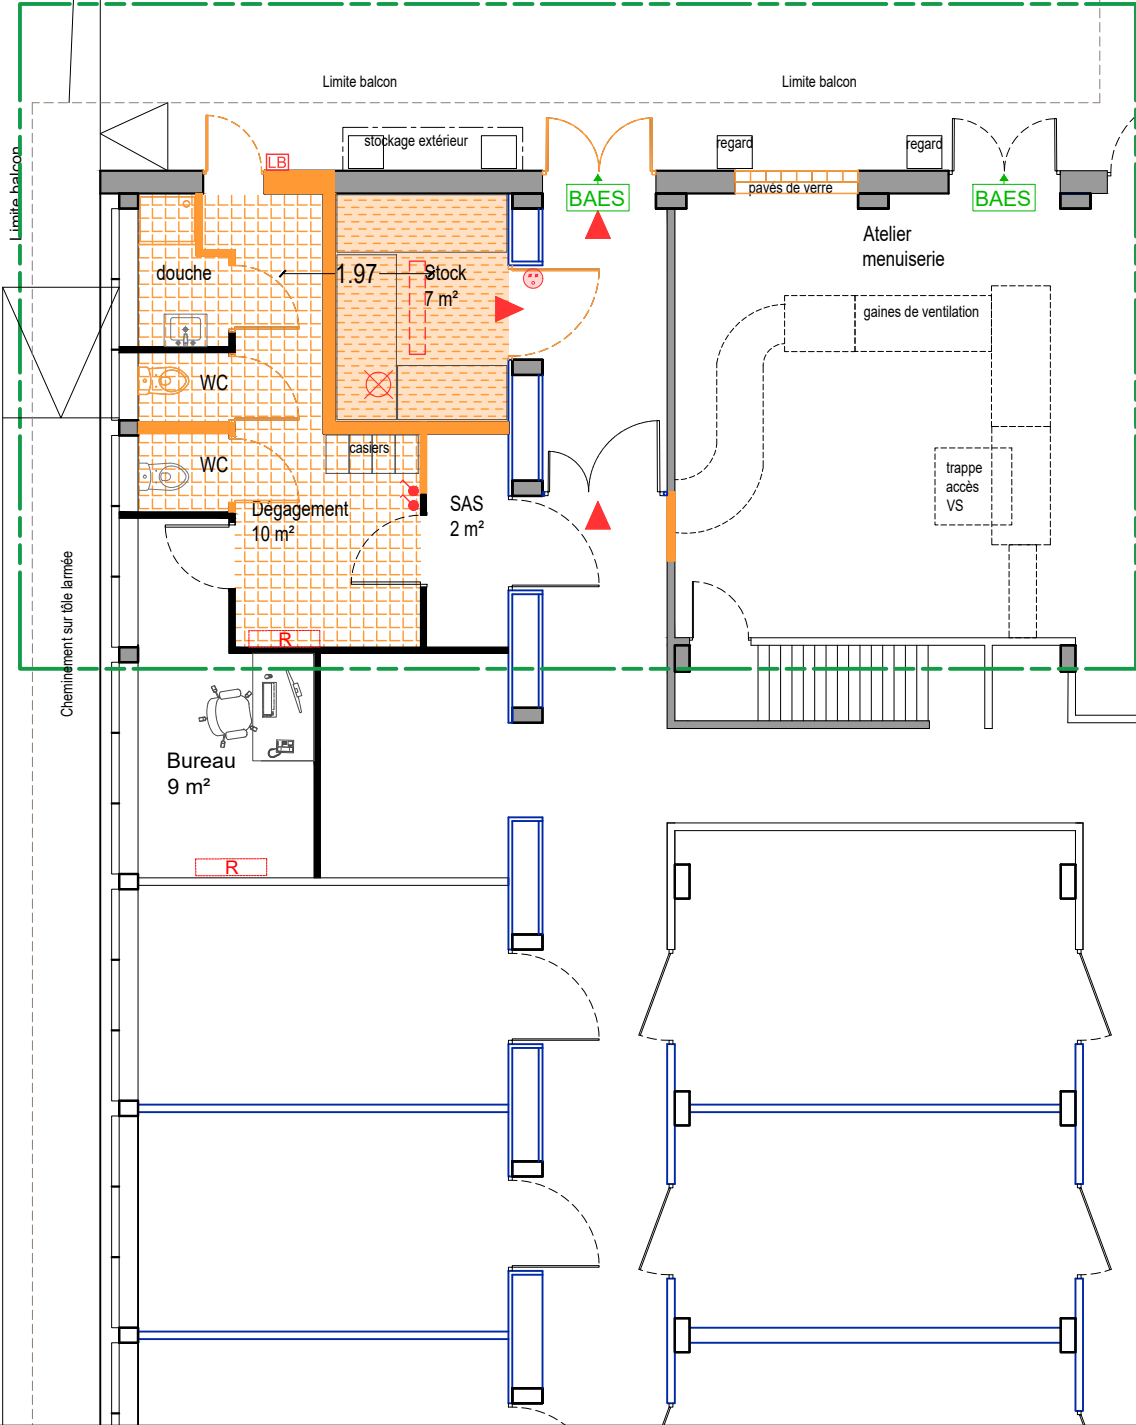 Limite balcon
Limite balcon
Limite balcon
stockage extérieur
LB
regard
regard
BAES
BAES
pavés de verre
Atelier
menuiserie
douche
1.97
Stock
7 m²
gaines de ventilation
WC
casiers
WC
trappe
accès
VS
Dégagement
10 m²
SAS
2 m²
Cheminement sur tôle larmée
R
Bureau
9 m²
R